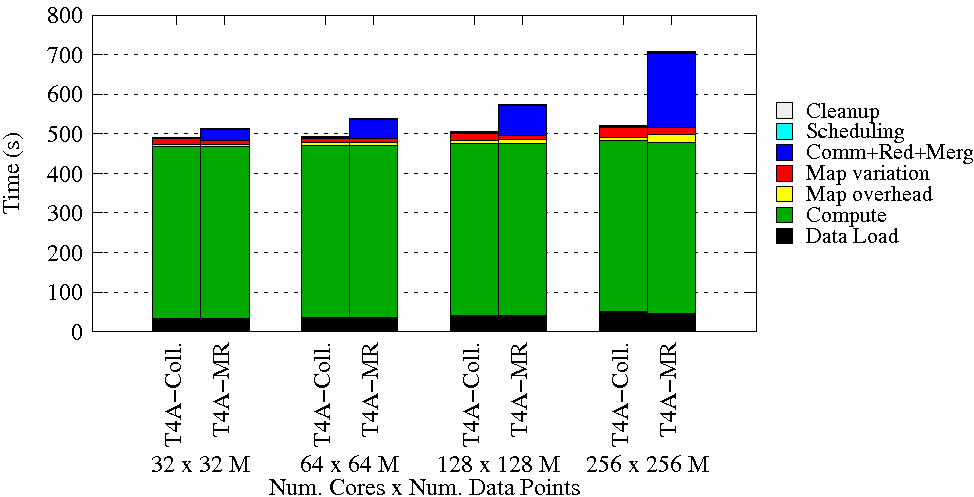 800
700
600
500
400
300
200
100
0
Time (s)
Cleanup
Scheduling
Comm+Red+Merg
Map variation
Map overhead
Compute
Data Load
T4A−Coll.
T4A−MR
T4A−Coll.
T4A−MR
T4A−Coll.
T4A−MR
T4A−Coll.
T4A−MR
32 x 32 M
64 x 64 M
128 x 128 M
256 x 256 M
Num. Cores x Num. Data Points